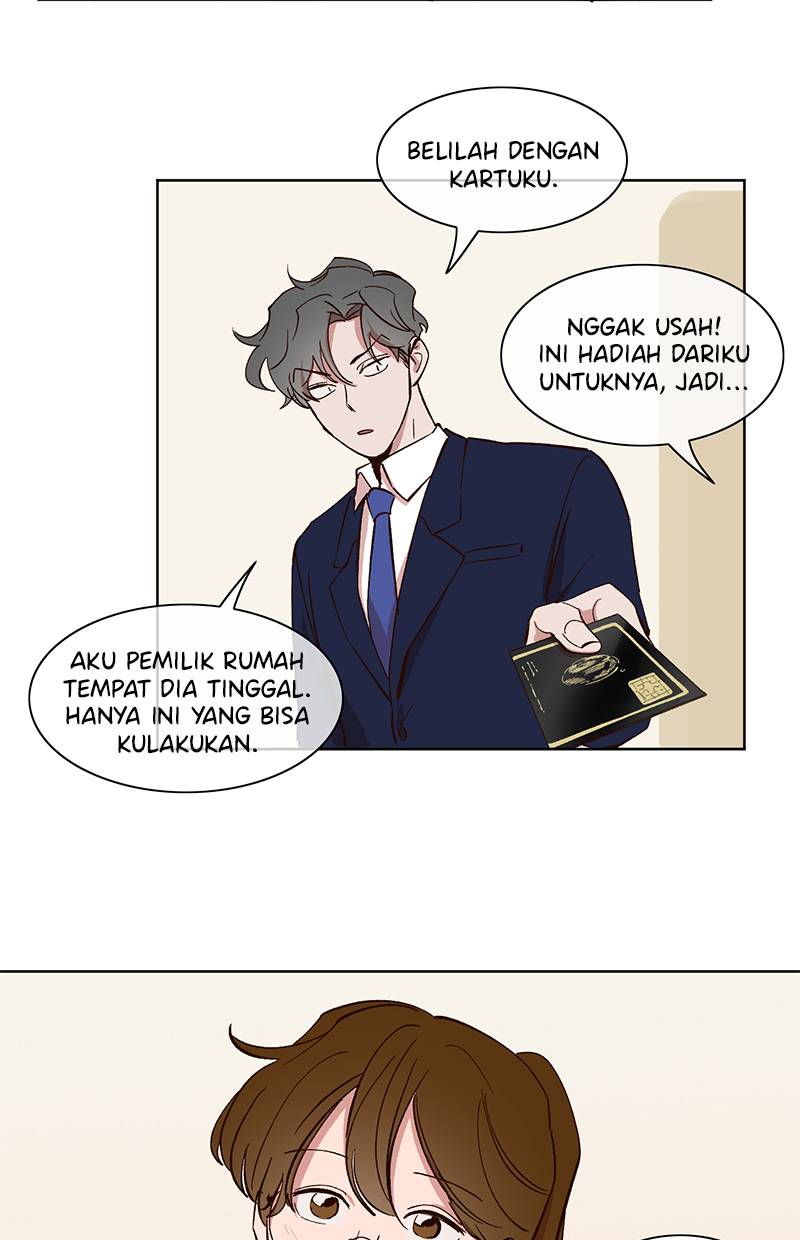 BELILAH DENGAN
KARTUKU.
NGGAK USAH!
INI HADIAH DARIKU
UNTUKNYA, JADI...
AKU PEMILIK RUMAH
TEMPAT DIA TINGGAL.
HANYA INI YANG BISA
KULAKUKAN.